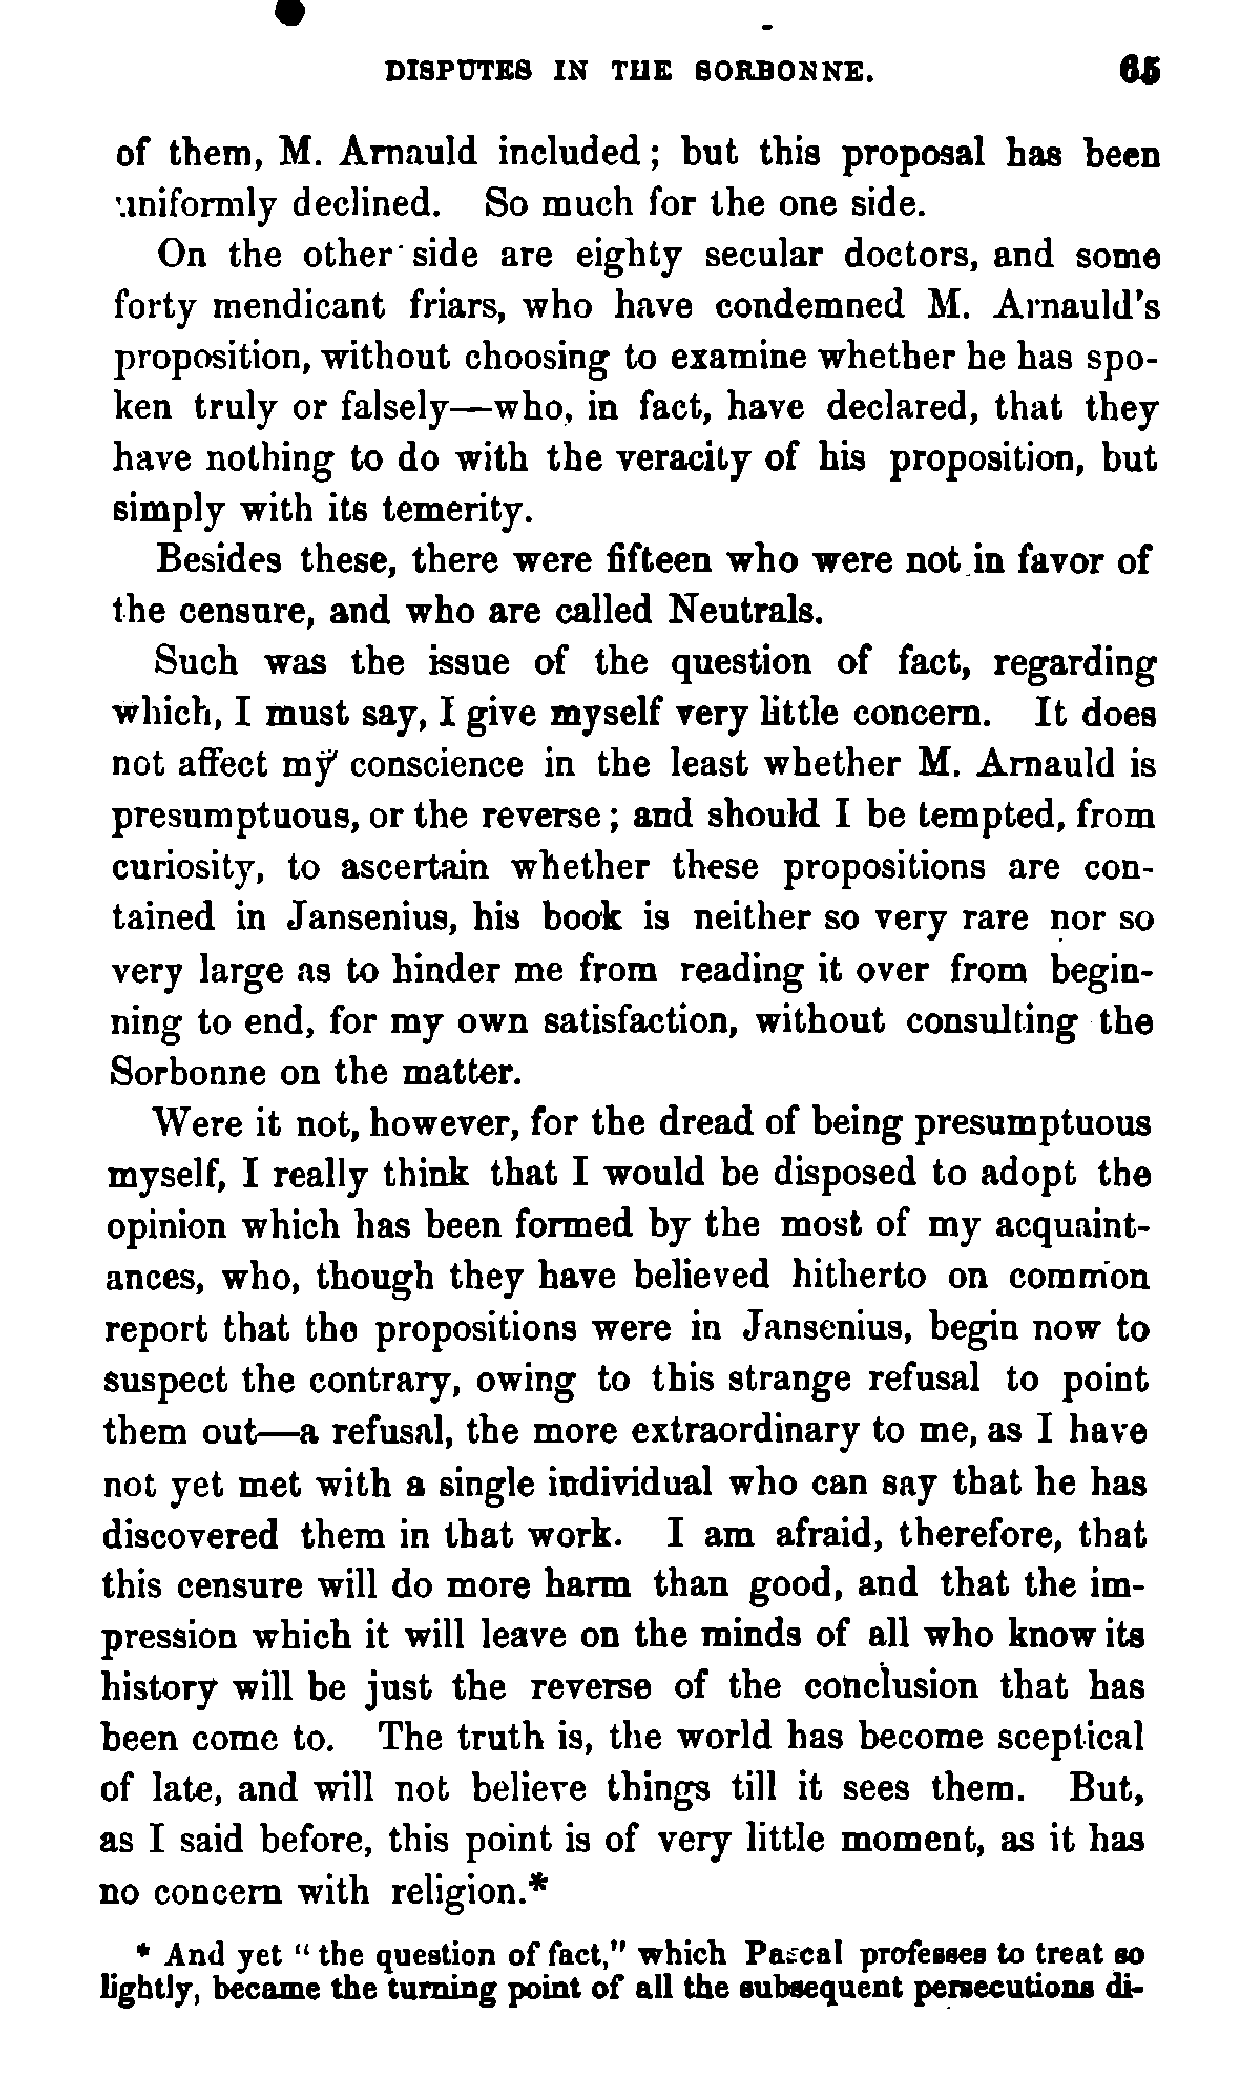 DISPUTES IN THE SORBONNE. 65
of them, M. Arnauld included; but this proposal has been
uniformly declined. So much for the one side.
On the other side are eighty secular doctors, and some
forty mendicant friars, who have condemned M. Arnauld's
proposition, without choosing to examine whether he has spo-
ken truly or falsely—who, in fact, have declared, that they
have nothing to do with the veracity of his proposition, but
simply with its temerity.
Besides these, there were fifteen who were not in favor of
the censure, and who are called Neutrals.
Such was the issue of the question of fact, regarding
which, I must say, I give myself very little concern. It does
not affect my conscience in the least whether M. Arnauld is
presumptuous, or the reverse; and should I be tempted, from
curiosity, to ascertain whether these propositions are con-
tained in Jansenius, his book is neither so very rare nor so
very large as to hinder me from reading it over from begin-
ning to end, for my own satisfaction, without consulting the
Sorbonne on the matter.
Were it not, however, for the dread of being presumptuous
myself, I really think that I would be disposed to adopt the
opinion which has been formed by the most of my acquaint-
ances, who, though they have believed hitherto on common
report that the propositions were in Jansenius, begin now to
suspect the contrary, owing to this strange refusal to point
them out—a refusal, the more extraordinary to me, as I have
not yet met with a single individual who can say that he has
discovered them in that work. I am afraid, therefore, that
this censure will do more harm than good, and that the im-
pression which it will leave on the minds of all who know its
history will be just the reverse of the conclusion that has
been come to. The truth is, the world has become sceptical
of late, and will not believe things till it sees them. But,
as I said before, this point is of very little moment, as it has
no concern with religion.*
* And yet "the question of fact," which Pascal professes to treat so
lightly, became the turning point of all the subsequent persecutions di-